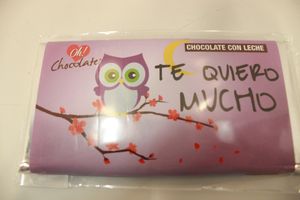 Oh!
Chocolate
CHOCOLATE CON LECHE
TE QUIERO
MUCHO